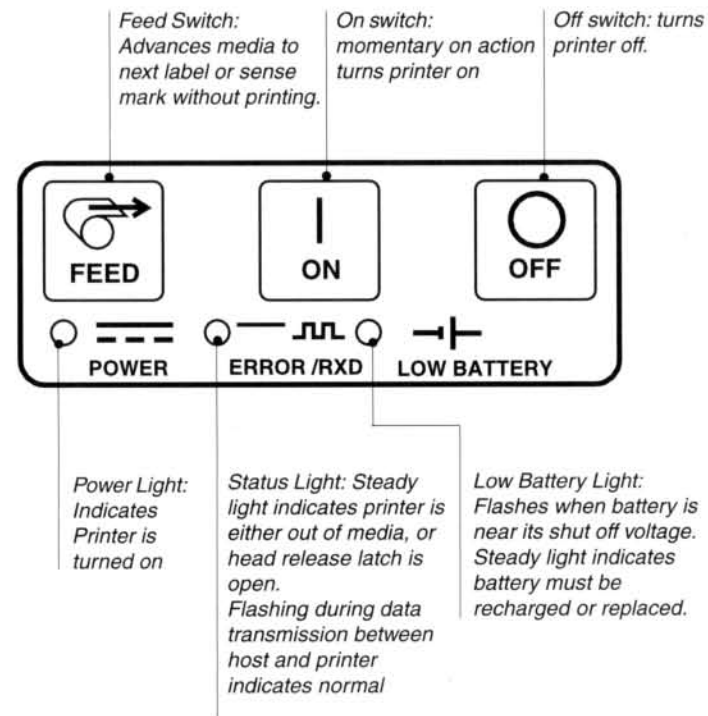 Feed Switch:
Advances media to
next label or sense
mark without printing.
On switch:
momentary on action
turns printer on
Off switch: turns
printer off.
FEED
ON
OFF
POWER
ERROR /RXD
LOW BATTERY
Power Light:
Indicates
Printer is
turned on
Status Light: Steady
light indicates printer is
either out of media, or
head release latch is
open.
Flashing during data
transmission between
host and printer
indicates normal
Low Battery Light:
Flashes when battery is
near its shut off voltage.
Steady light indicates
battery must be
recharged or replaced.